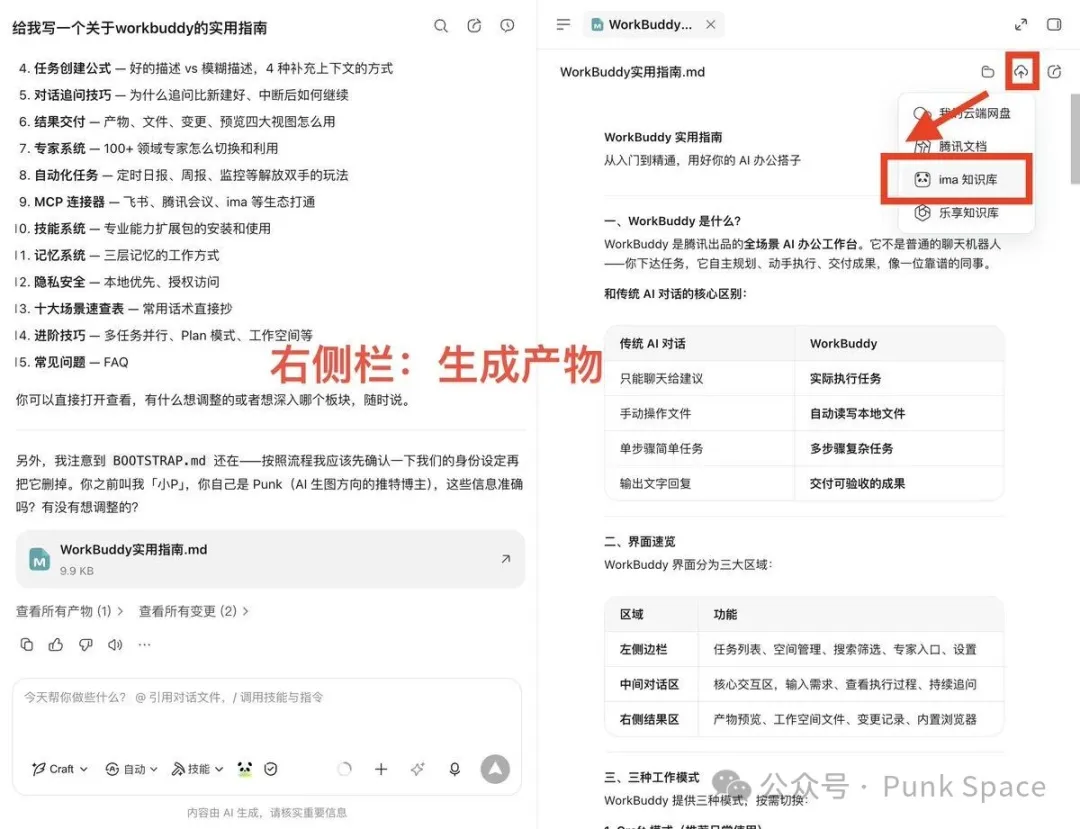 给我写一个关于workbuddy的实用指南
4. 任务创建公式 — 好的描述 vs 模糊描述，4 种补充上下文的方式
5. 对话追问技巧 — 为什么追问比新建好、中断后如何继续
6. 结果交付 — 产物、文件、变更、预览四大视图怎么用
7. 专家系统 — 100+ 领域专家怎么切换和利用
8. 自动化任务 — 定时日报、周报、监控等解放双手的玩法
9. MCP 连接器 — 飞书、腾讯会议、ima 等生态打通
10. 技能系统 — 专业能力扩展包的安装和使用
11. 记忆系统 — 三层记忆的工作方式
12. 隐私安全 — 本地优先、授权访问
13. 十大场景速查表 — 常用话术直接抄
14. 进阶技巧 — 多任务并行、Plan 模式、工作空间等
15. 常见问题 — FAQ
你可以直接打开查看，有什么想调整的或者想深入哪个板块，随时说。
另外，我注意到 BOOTSTRAP.md 还在——按照流程我应该先确认一下我们的身份设定再
把它删掉。你之前叫我「小P」，你自己是 Punk（AI 生图方向的推特博主），这些信息准确
吗？有没有想调整的?
WorkBuddy实用指南.md
9.9 KB
查看所有产物 (1) 查看所有变更 (2)
今天帮你做些什么？ @ 引用对话文件，/ 调用技能与指令
Craft 自动 技能
内容由 AI 生成，请核实重要信息
右侧栏：生成产物
WorkBuddy...
WorkBuddy实用指南.md
我的云端网盘
腾讯文档
ima 知识库
乐享知识库
WorkBuddy 实用指南
从入门到精通，用好你的 AI 办公搭子
一、WorkBuddy 是什么?
WorkBuddy 是腾讯出品的全场景 AI 办公工作台。它不是普通的聊天机器人
——你下达任务，它自主规划、动手执行、交付成果，像一位靠谱的同事。
和传统 AI 对话的核心区别：
传统 AI 对话 WorkBuddy
只能聊天给建议 实际执行任务
手动操作文件 自动读写本地文件
单步骤简单任务 多步骤复杂任务
输出文字回复 交付可验收的成果
二、界面速览
WorkBuddy 界面分为三大区域：
区域 功能
左侧边栏 任务列表、空间管理、搜索筛选、专家入口、设置
中间对话区 核心交互区，输入需求、查看执行过程、持续追问
右侧结果区 产物预览、工作空间文件、变更记录、内置浏览器
三、三种工作模式
WorkBuddy 提供三种模式，按需切换：
1. Craft 模式（推荐日常使用）
公众号 · Punk Space